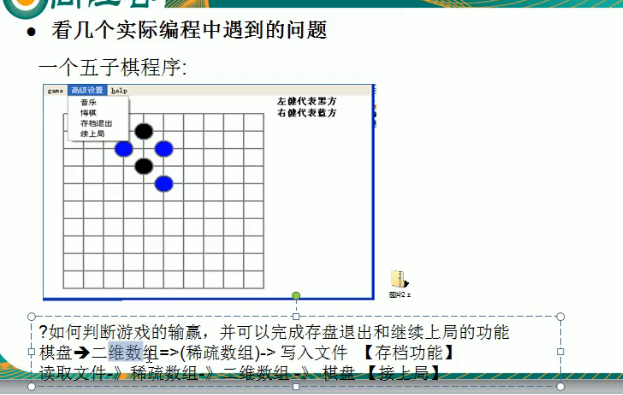 看几个实际编程中遇到的问题
一个五子棋程序:
game 高级设置 help
音乐
悔棋
存档退出
续上局
左键代表黑方
右键代表蓝方
?如何判断游戏的输赢，并可以完成存盘退出和继续上局的功能
棋盘➔二维数组=>(稀疏数组)-> 写入文件 【存档功能】
读取文件-》稀疏数组-》二维数组 -》 棋盘 【接上局】